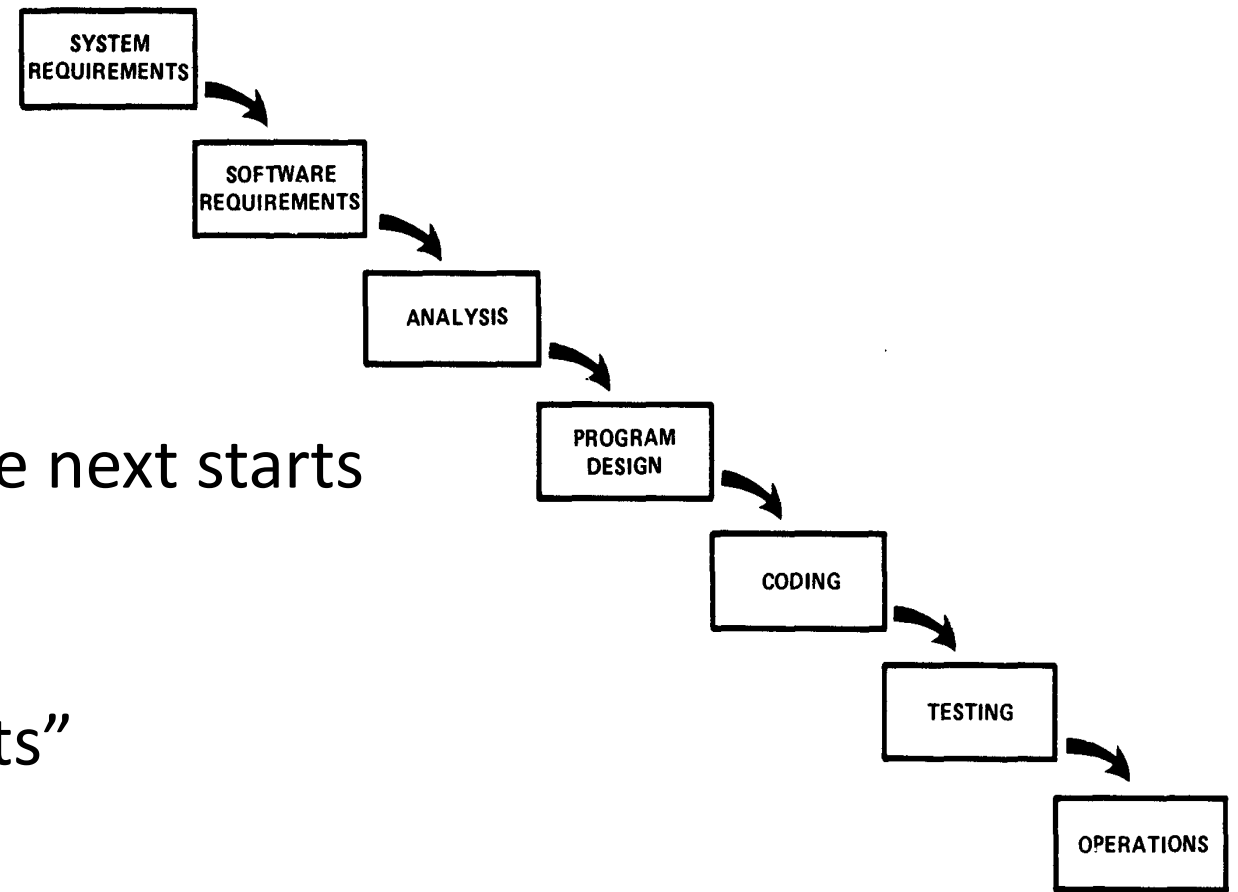 SYSTEM
REQUIREMENTS
SOFTWARE
REQUIREMENTS
ANALYSIS
PROGRAM
DESIGN
next starts
CODING
TESTING
ts”
OPERATIONS